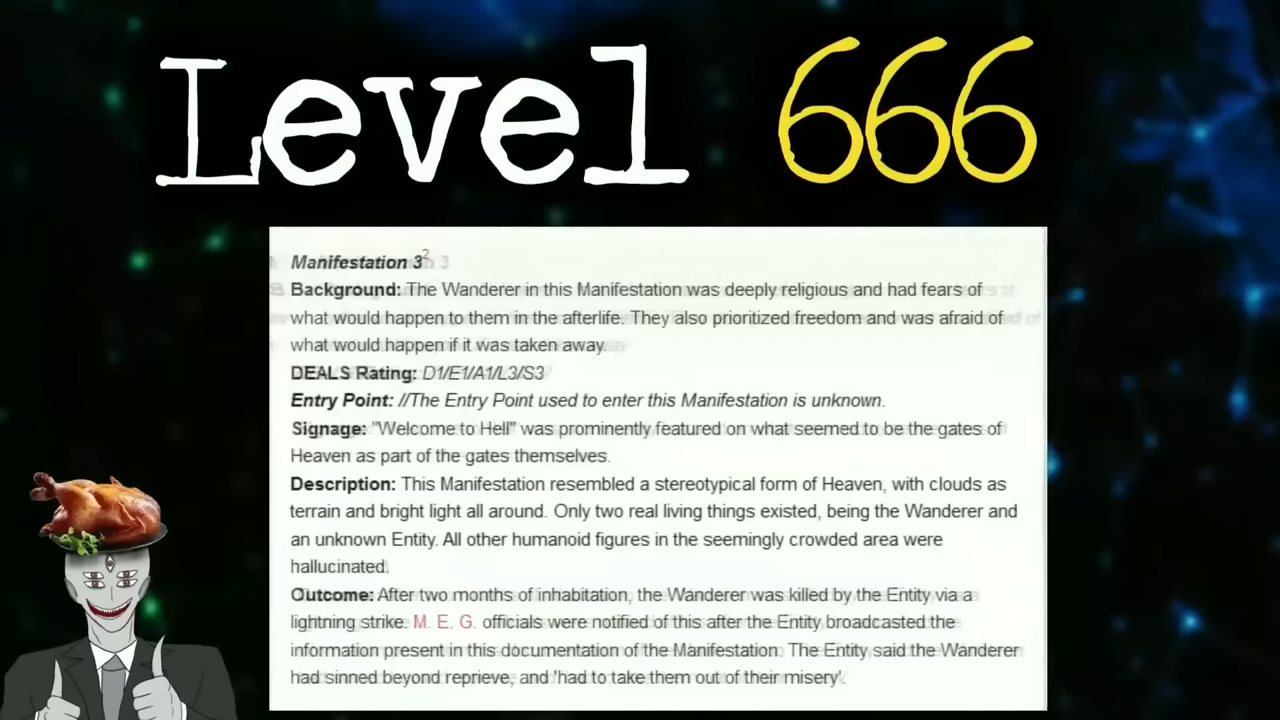 Level 666
Manifestation 3²
Background: The Wanderer in this Manifestation was deeply religious and had fears of
what would happen to them in the afterlife. They also prioritized freedom and was afraid of
what would happen if it was taken away.
DEALS Rating: D1/E1/A1/L3/S3
Entry Point: //The Entry Point used to enter this Manifestation is unknown.
Signage: "Welcome to Hell" was prominently featured on what seemed to be the gates of
Heaven as part of the gates themselves.
Description: This Manifestation resembled a stereotypical form of Heaven, with clouds as
terrain and bright light all around. Only two real living things existed, being the Wanderer and
an unknown Entity. All other humanoid figures in the seemingly crowded area were
hallucinated.
Outcome: After two months of inhabitation, the Wanderer was killed by the Entity via a
lightning strike. M. E. G. officials were notified of this after the Entity broadcasted the
information present in this documentation of the Manifestation. The Entity said the Wanderer
had sinned beyond reprieve, and 'had to take them out of their misery'.